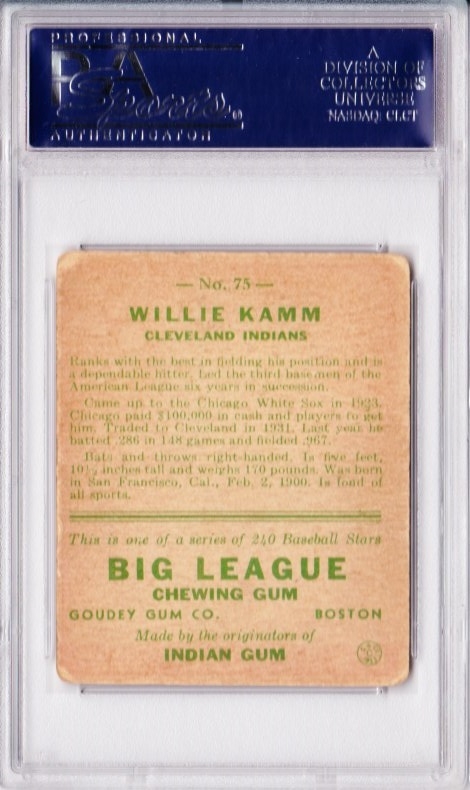 PROFESSIONAL
PSA
Sports®
AUTHENTICATOR
A
DIVISION OF
COLLECTORS
UNIVERSE
NASDAQ: CLCT
— No. 75 —
WILLIE KAMM
CLEVELAND INDIANS
Ranks with the best in fielding his position and is
a dependable hitter. Led the third basemen of the
American League six years in succession.
Came up to the Chicago White Sox in 1923.
Chicago paid $100,000 in cash and players to get
him. Traded to Cleveland in 1931. Last year he
batted .286 in 148 games and fielded .967.
Bats and throws right-handed. Is five feet,
10½ inches tall and weighs 170 pounds. Was born
in San Francisco, Cal., Feb. 2, 1900. Is fond of
all sports.
This is one of a series of 240 Baseball Stars
BIG LEAGUE
CHEWING GUM
GOUDEY GUM CO. BOSTON
Made by the originators of
INDIAN GUM